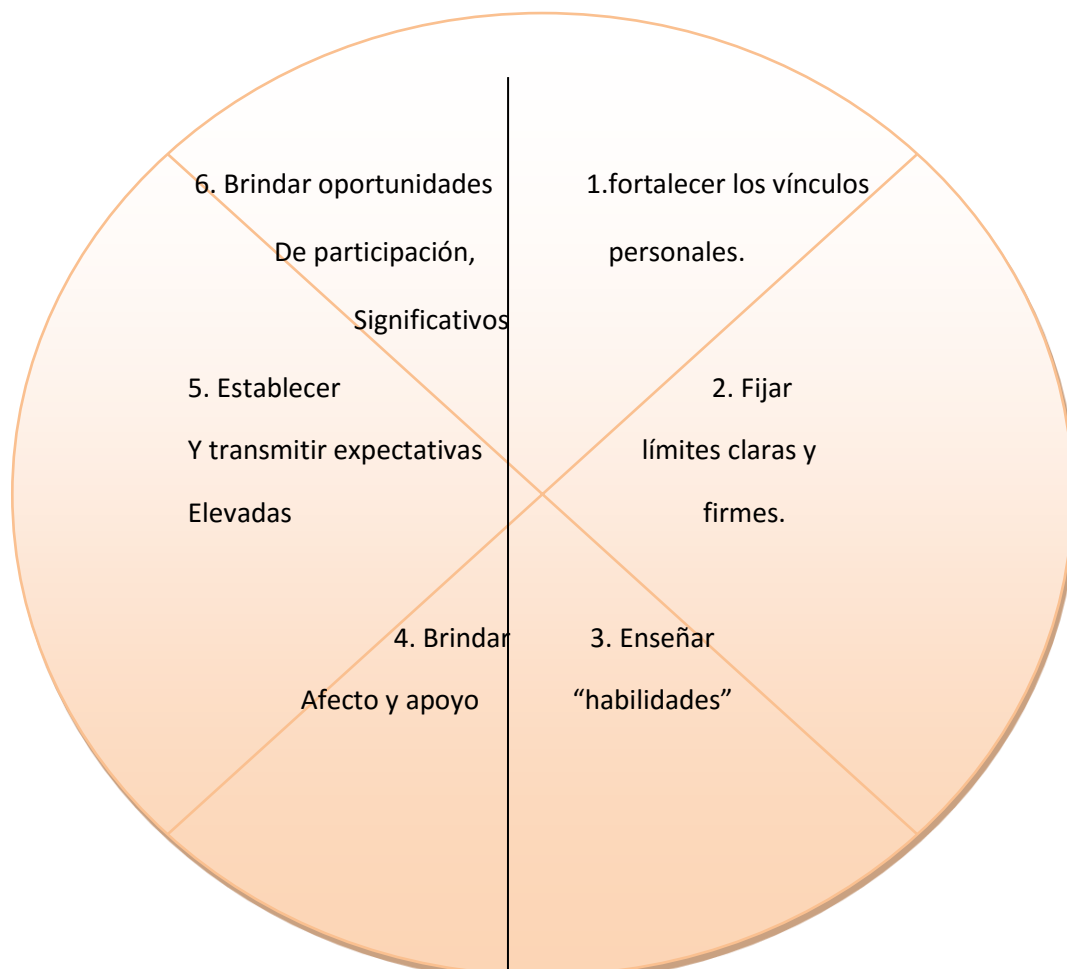 6. Brindar oportunidades
De participación,
Significativos
1.fortalecer los vínculos
personales.
5. Establecer
Y transmitir expectativas
Elevadas
2. Fijar
límites claras y
firmes.
4. Brindar
Afecto y apoyo
3. Enseñar
“habilidades”